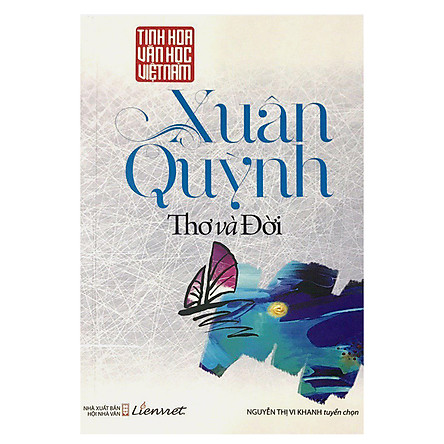 TINH HOA
VĂN HỌC
VIỆT NAM
Xuân
Quỳnh
Thơ và Đời
NHÀ XUẤT BẢN
HỘI NHÀ VĂN
Liênviệt
NGUYỄN THỊ VI KHANH tuyển chọn